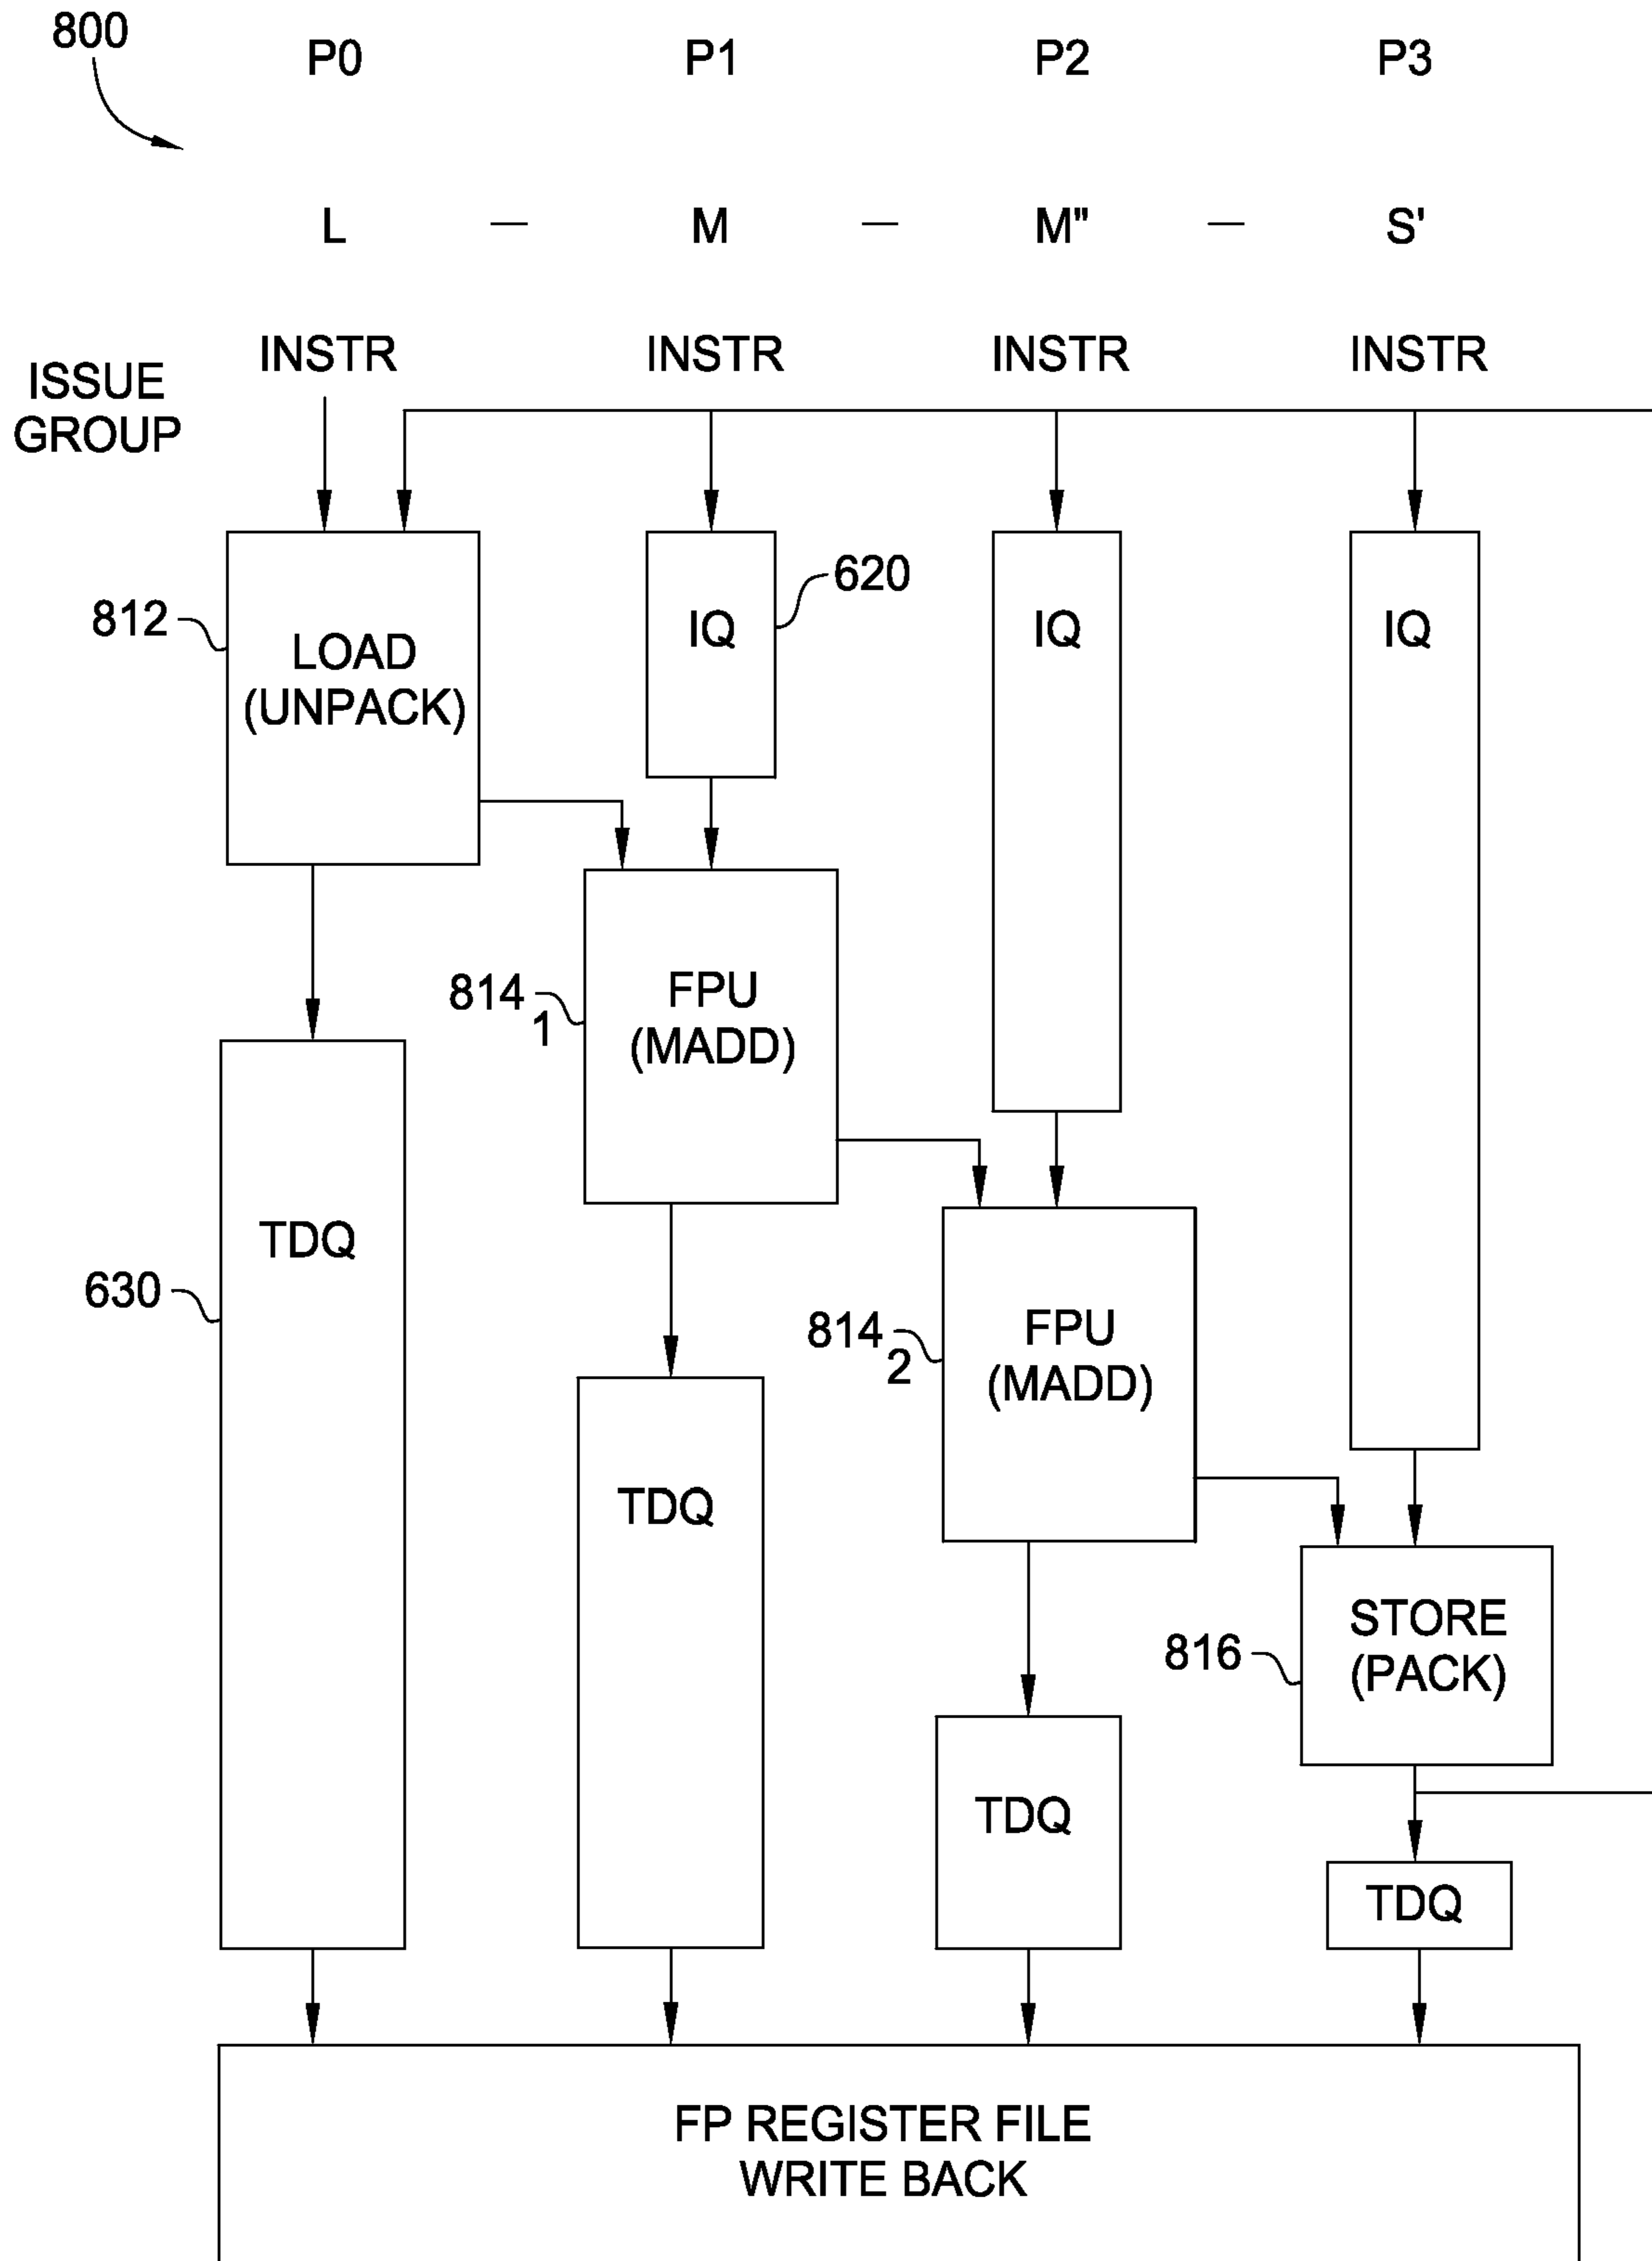 800
P0 P1 P2 P3
L — M — M" — S'
ISSUE
GROUP
INSTR INSTR INSTR INSTR
812
LOAD
(UNPACK)
IQ
620
IQ
IQ
814 1
FPU
(MADD)
TDQ
630
814 2
FPU
(MADD)
TDQ
816
STORE
(PACK)
TDQ
TDQ
FP REGISTER FILE
WRITE BACK